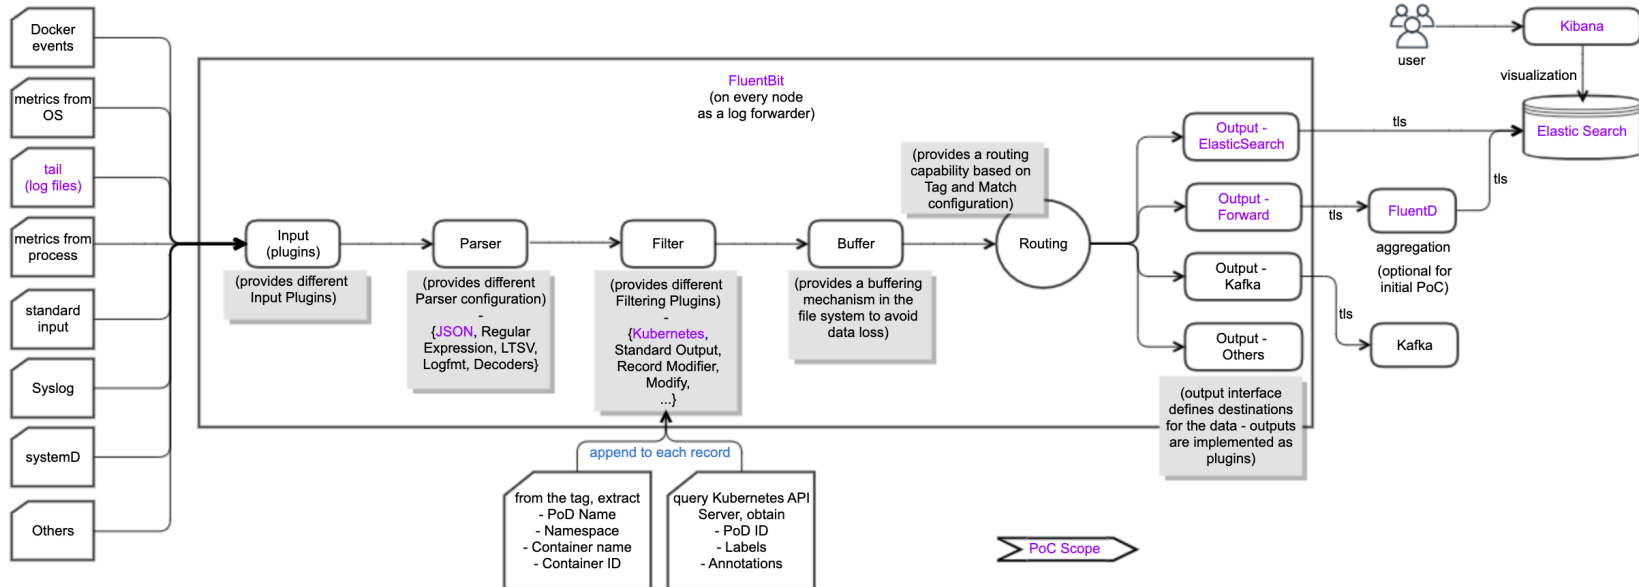 Docker
events
metrics from
OS
tail
(log files)
metrics from
process
standard
input
Syslog
systemD
Others
FluentBit
(on every node
as a log forwarder)
Input
(plugins)
(provides different
Input Plugins)
Parser
(provides different
Parser configuration)
-
{JSON, Regular
Expression, LTSV,
Logfmt, Decoders}
Filter
(provides different
Filtering Plugins)
-
{Kubernetes,
Standard Output,
Record Modifier,
Modify,
...}
append to each record
from the tag, extract
- PoD Name
- Namespace
- Container name
- Container ID
query Kubernetes API
Server, obtain
- PoD ID
- Labels
- Annotations
Buffer
(provides a buffering
mechanism in the
file system to avoid
data loss)
(provides a routing
capability based on
Tag and Match
configuration)
Routing
Output -
ElasticSearch
Output -
Forward
Output -
Kafka
Output -
Others
(output interface
defines destinations
for the data - outputs
are implemented as
plugins)
tls
tls
tls
tls
FluentD
aggregation
(optional for
initial PoC)
Kafka
user
Kibana
visualization
Elastic Search
PoC Scope